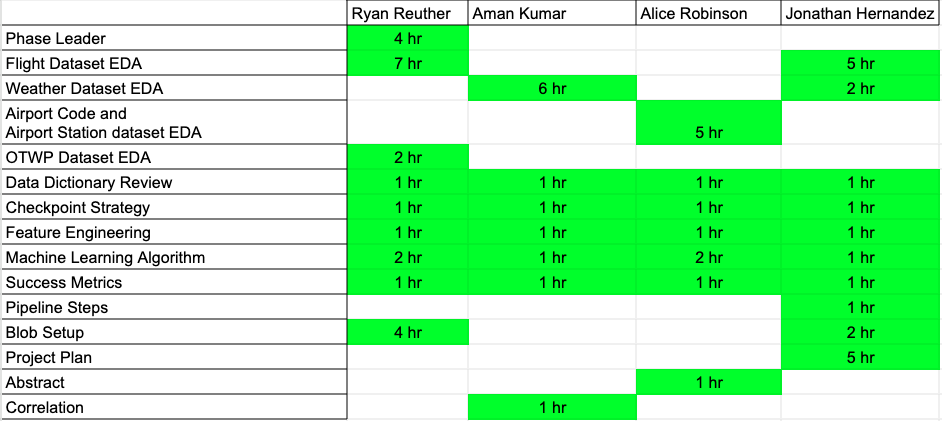 Ryan Reuther Aman Kumar Alice Robinson Jonathan Hernandez
Phase Leader 4 hr
Flight Dataset EDA 7 hr 5 hr
Weather Dataset EDA 6 hr 2 hr
Airport Code and
Airport Station dataset EDA 5 hr
OTWP Dataset EDA 2 hr
Data Dictionary Review 1 hr 1 hr 1 hr 1 hr
Checkpoint Strategy 1 hr 1 hr 1 hr 1 hr
Feature Engineering 1 hr 1 hr 1 hr 1 hr
Machine Learning Algorithm 2 hr 1 hr 2 hr 1 hr
Success Metrics 1 hr 1 hr 1 hr 1 hr
Pipeline Steps 1 hr
Blob Setup 4 hr 2 hr
Project Plan 5 hr
Abstract 1 hr
Correlation 1 hr